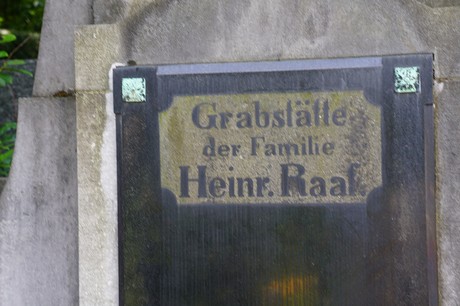 Grabstätte
der Familie
Heinr. Raaf.